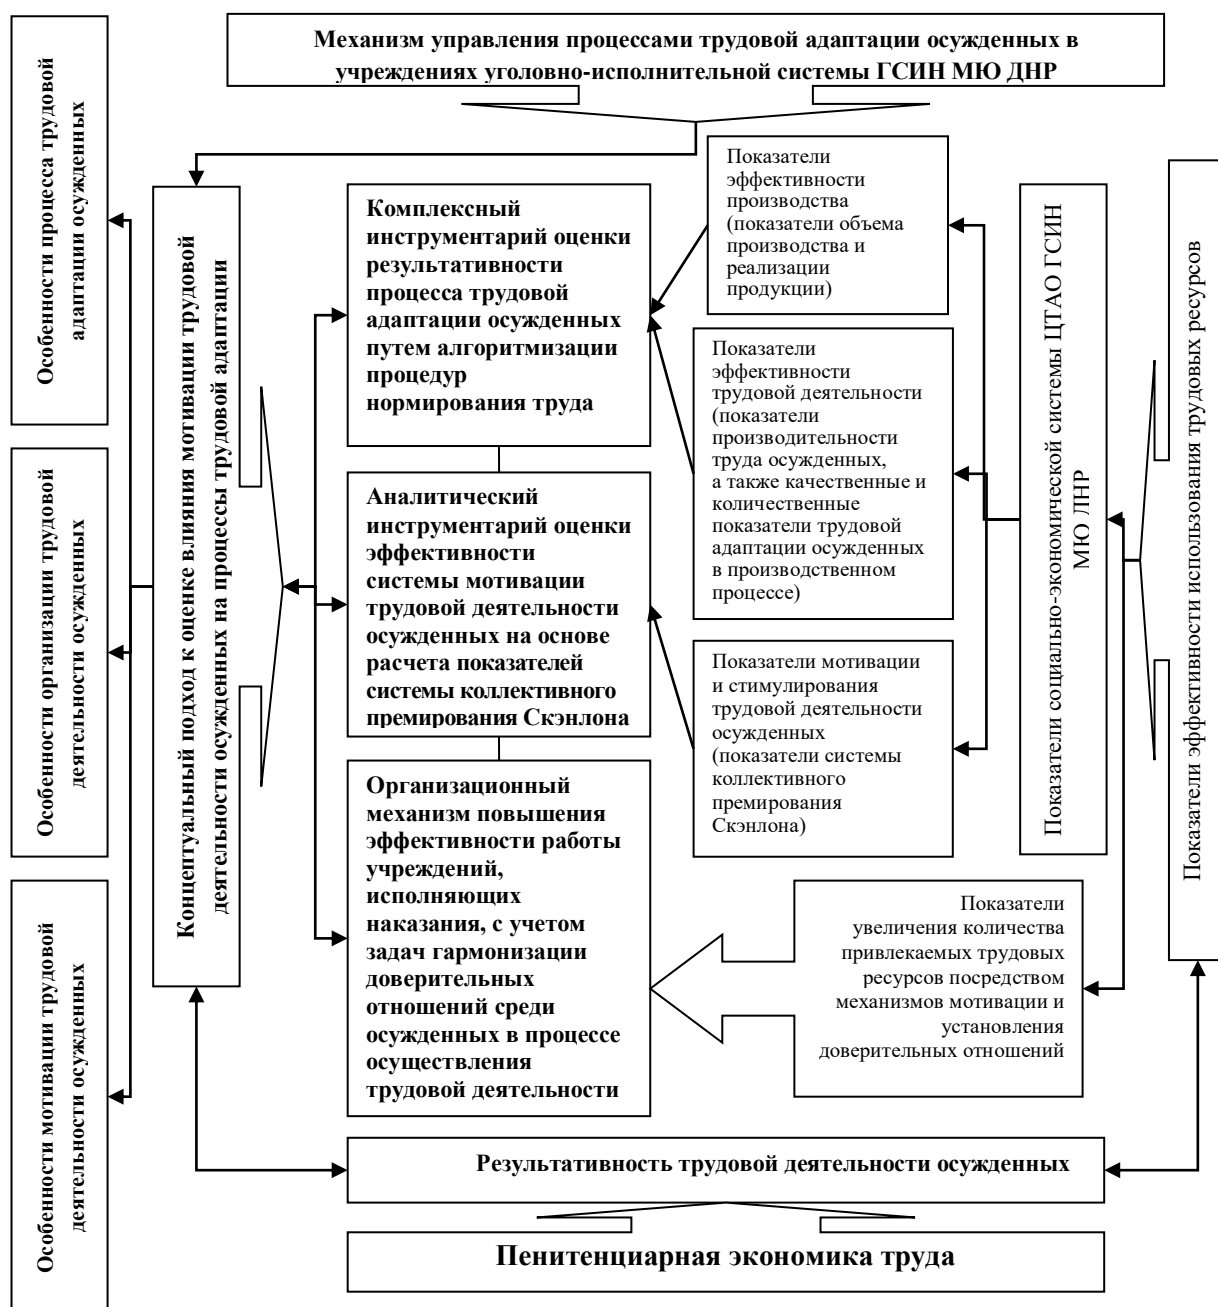 Механизм управления процессами трудовой адаптации осужденных в
учреждениях уголовно-исполнительной системы ГСИН МЮ ДНР
Особенности процесса трудовой
адаптации осужденных
Особенности организации трудовой
деятельности осужденных
Особенности мотивации трудовой
деятельности осужденных
Концептуальный подход к оценке влияния мотивации трудовой
деятельности осужденных на процессы трудовой адаптации
Комплексный
инструментарий оценки
результативности
процесса трудовой
адаптации осужденных
путем алгоритмизации
процедур
нормирования труда
Аналитический
инструментарий оценки
эффективности
системы мотивации
трудовой деятельности
осужденных на основе
расчета показателей
системы коллективного
премирования Скэнлона
Организационный
механизм повышения
эффективности работы
учреждений,
исполняющих
наказания, с учетом
задач гармонизации
доверительных
отношений среди
осужденных в процессе
осуществления
трудовой деятельности
Показатели
эффективности
производства
(показатели объема
производства и
реализации
продукции)
Показатели
эффективности
трудовой деятельности
(показатели
производительности
труда осужденных,
а также качественные и
количественные
показатели трудовой
адаптации осужденных
в производственном
процессе)
Показатели мотивации
и стимулирования
трудовой деятельности
осужденных
(показатели системы
коллективного
премирования
Скэнлона)
Показатели
увеличения количества
привлекаемых трудовых
ресурсов посредством
механизмов мотивации и
установления
доверительных отношений
Показатели социально-экономической системы ЦТАО ГСИН
МЮ ДНР
Показатели эффективности использования трудовых ресурсов
Результативность трудовой деятельности осужденных
Пенитенциарная экономика труда